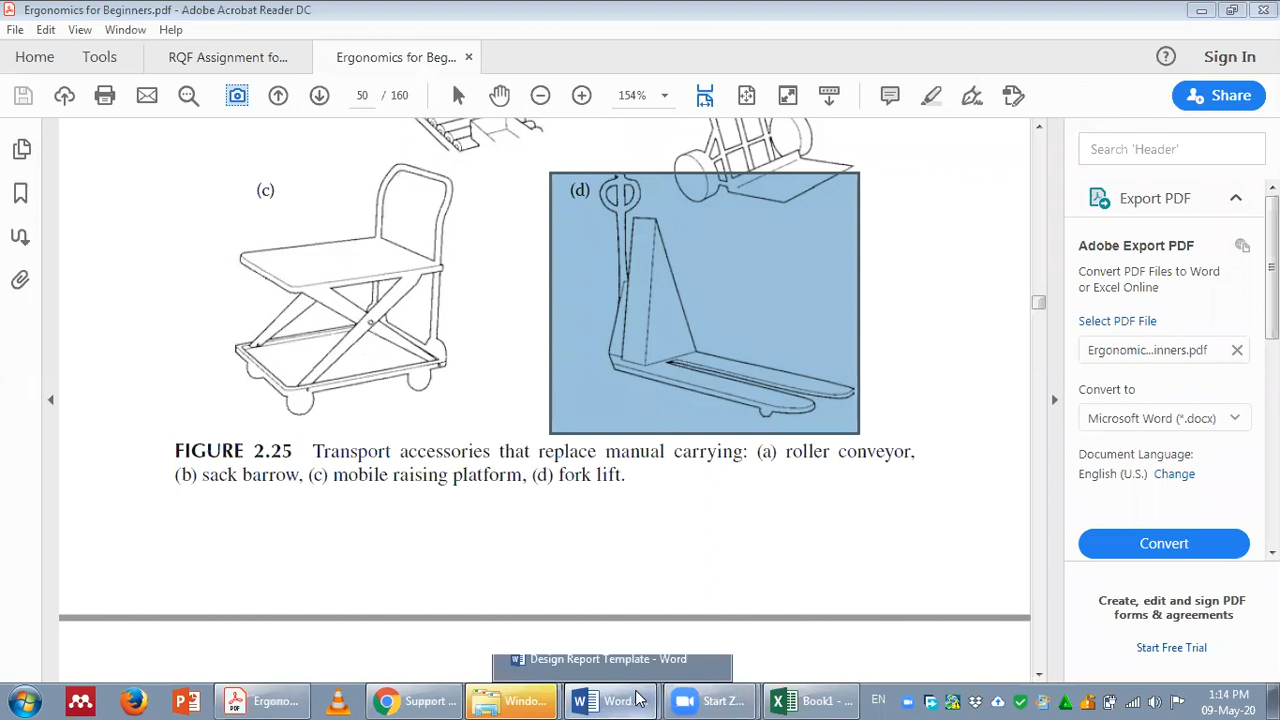 Ergonomics for Beginners.pdf - Adobe Acrobat Reader DC
File Edit View Window Help
Home Tools RQF Assignment fo... Ergonomics for Beg... × Sign In
50 / 160 154% Share
Search 'Header'
(c) (d)
Export PDF
Adobe Export PDF
Convert PDF Files to Word
or Excel Online
Select PDF File
Ergonomic...inners.pdf
Convert to
Microsoft Word (*.docx)
Document Language:
English (U.S.) Change
Convert
Create, edit and sign PDF
forms & agreements
Start Free Trial
FIGURE 2.25 Transport accessories that replace manual carrying: (a) roller conveyor,
(b) sack barrow, (c) mobile raising platform, (d) fork lift.
Design Report Template - Word
Ergono... Support ... Windo... Word Start Z... Book1 - ... EN
1:14 PM
09-May-20